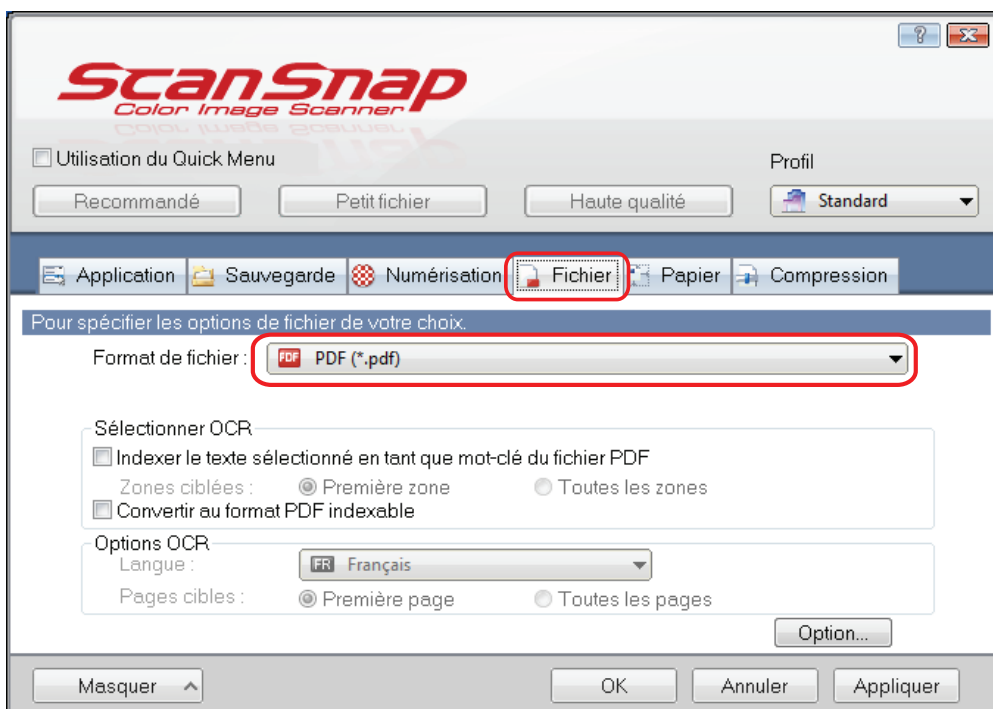 ScanSnap
Color Image Scanner
Utilisation du Quick Menu
Profil
Recommandé Petit fichier Haute qualité Standard
Application Sauvegarde Numérisation Fichier Papier Compression
Pour spécifier les options de fichier de votre choix.
Format de fichier : PDF PDF (*.pdf)
Sélectionner OCR
Indexer le texte sélectionné en tant que mot-clé du fichier PDF
Zones ciblées : Première zone Toutes les zones
Convertir au format PDF indexable
Options OCR
Langue : FR Français
Pages cibles : Première page Toutes les pages
Option...
Masquer OK Annuler Appliquer